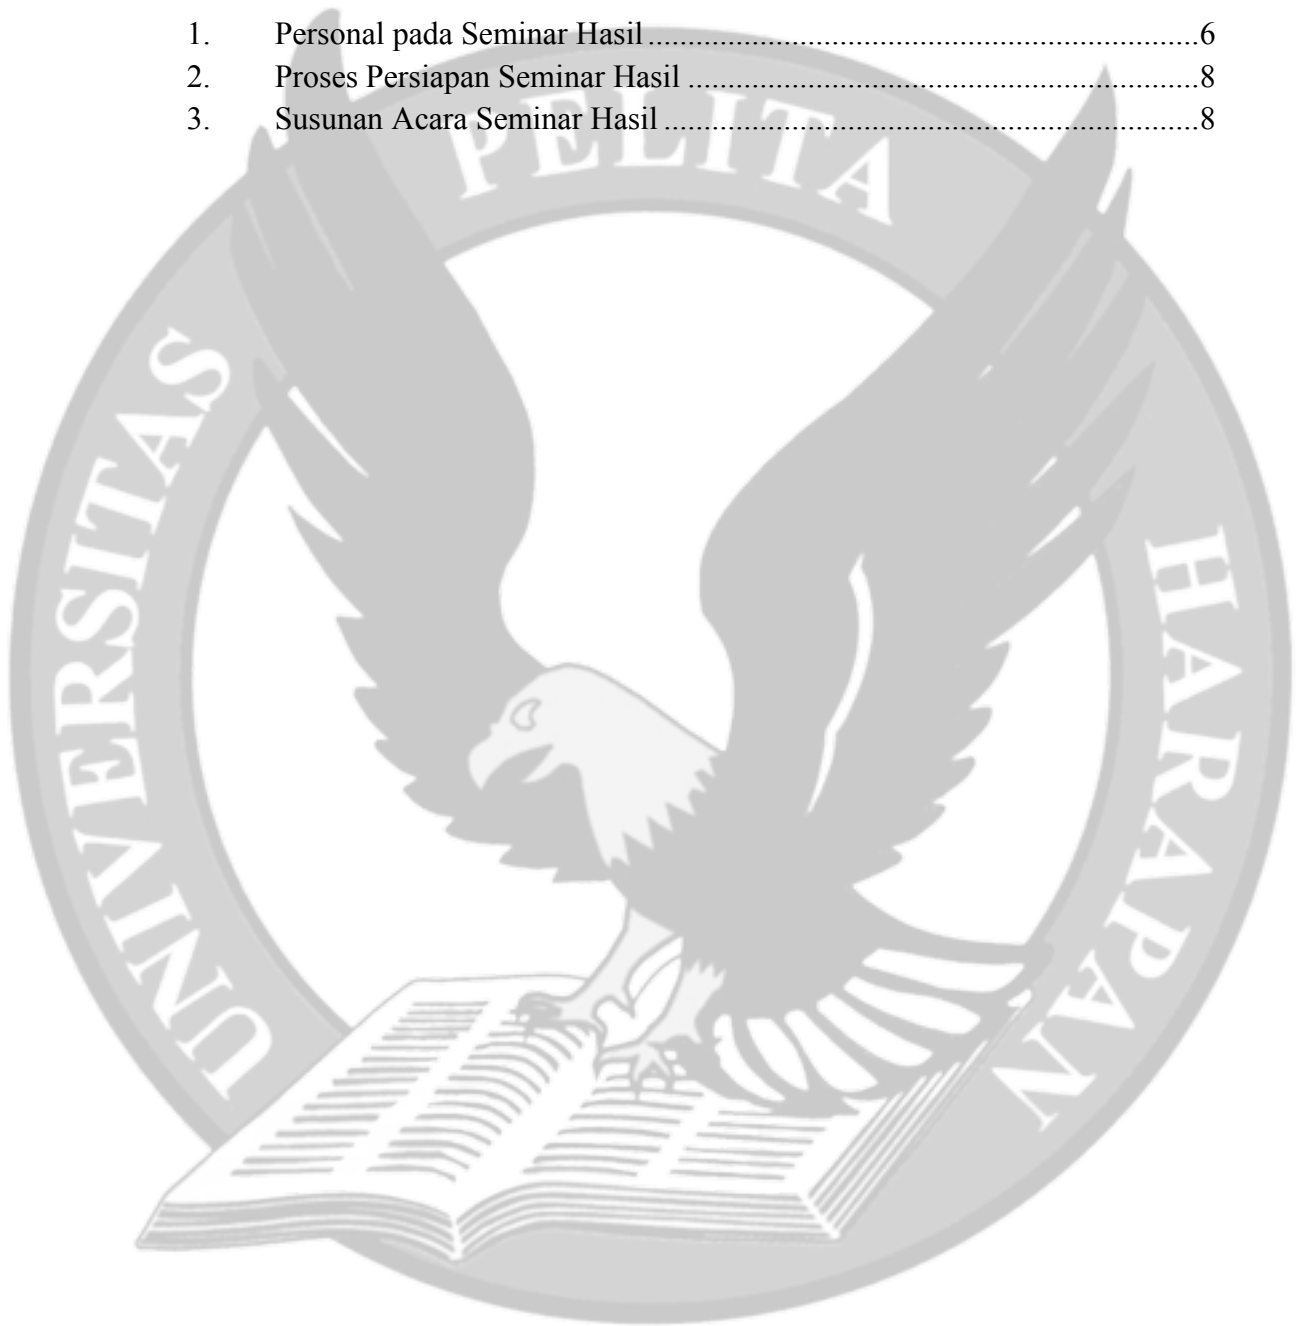 1. Personal pada Seminar Hasil ........................................................................ 6
2. Proses Persiapan Seminar Hasil ................................................................... 8
3. Susunan Acara Seminar Hasil ...................................................................... 8
UNIVERSITAS PELITA HARAPAN